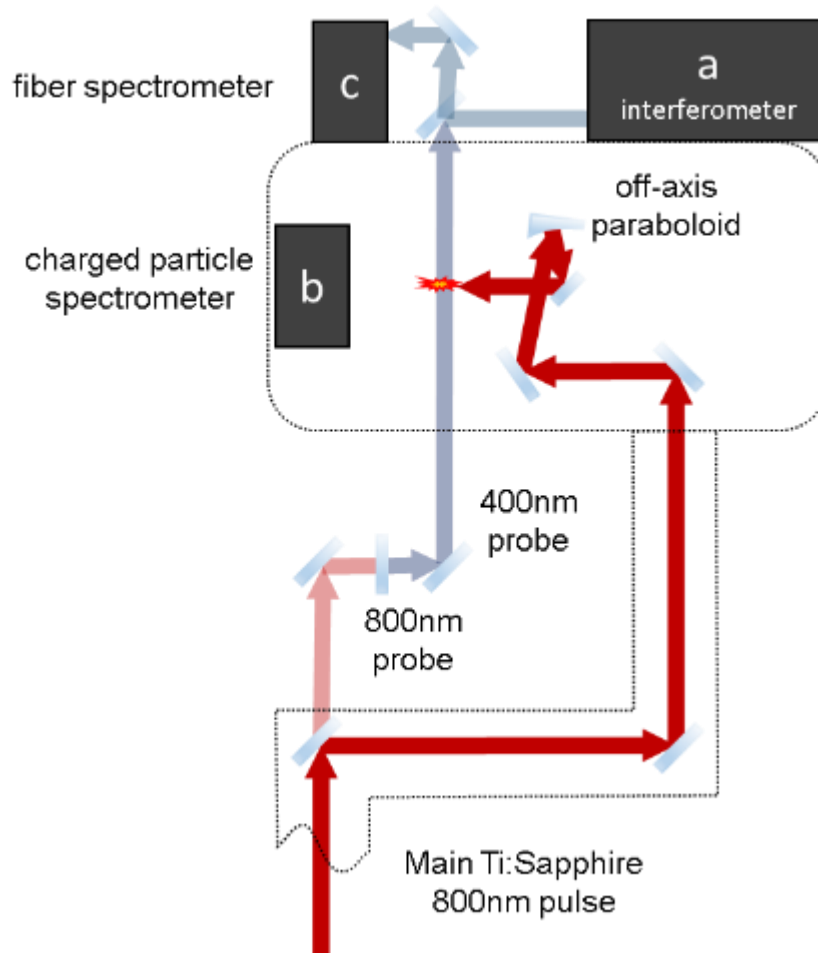 fiber spectrometer
c
a
interferometer
off-axis
paraboloid
charged particle
spectrometer
b
400nm
probe
800nm
probe
Main Ti:Sapphire
800nm pulse